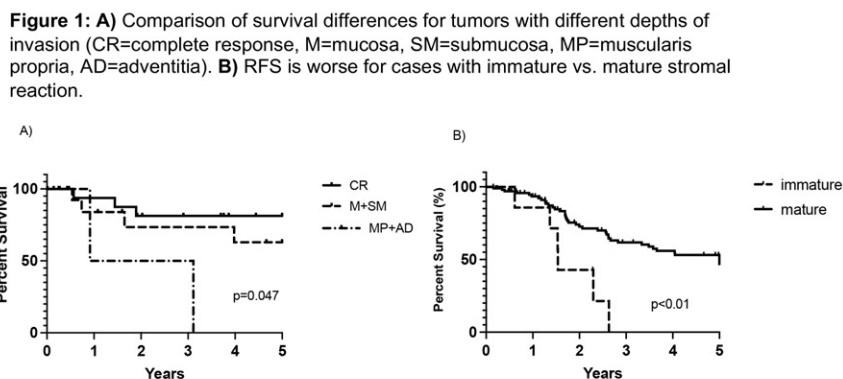 Figure 1: A) Comparison of survival differences for tumors with different depths of
invasion (CR=complete response, M=mucosa, SM=submucosa, MP=muscularis
propria, AD=adventitia). B) RFS is worse for cases with immature vs. mature stromal
reaction.
A)
Percent Survival
100
50
0
0 1 2 3 4 5
Years
CR
M+SM
MP+AD
p=0.047
B)
Percent Survival (%)
100
50
0
0 1 2 3 4 5
Years
immature
mature
p<0.01